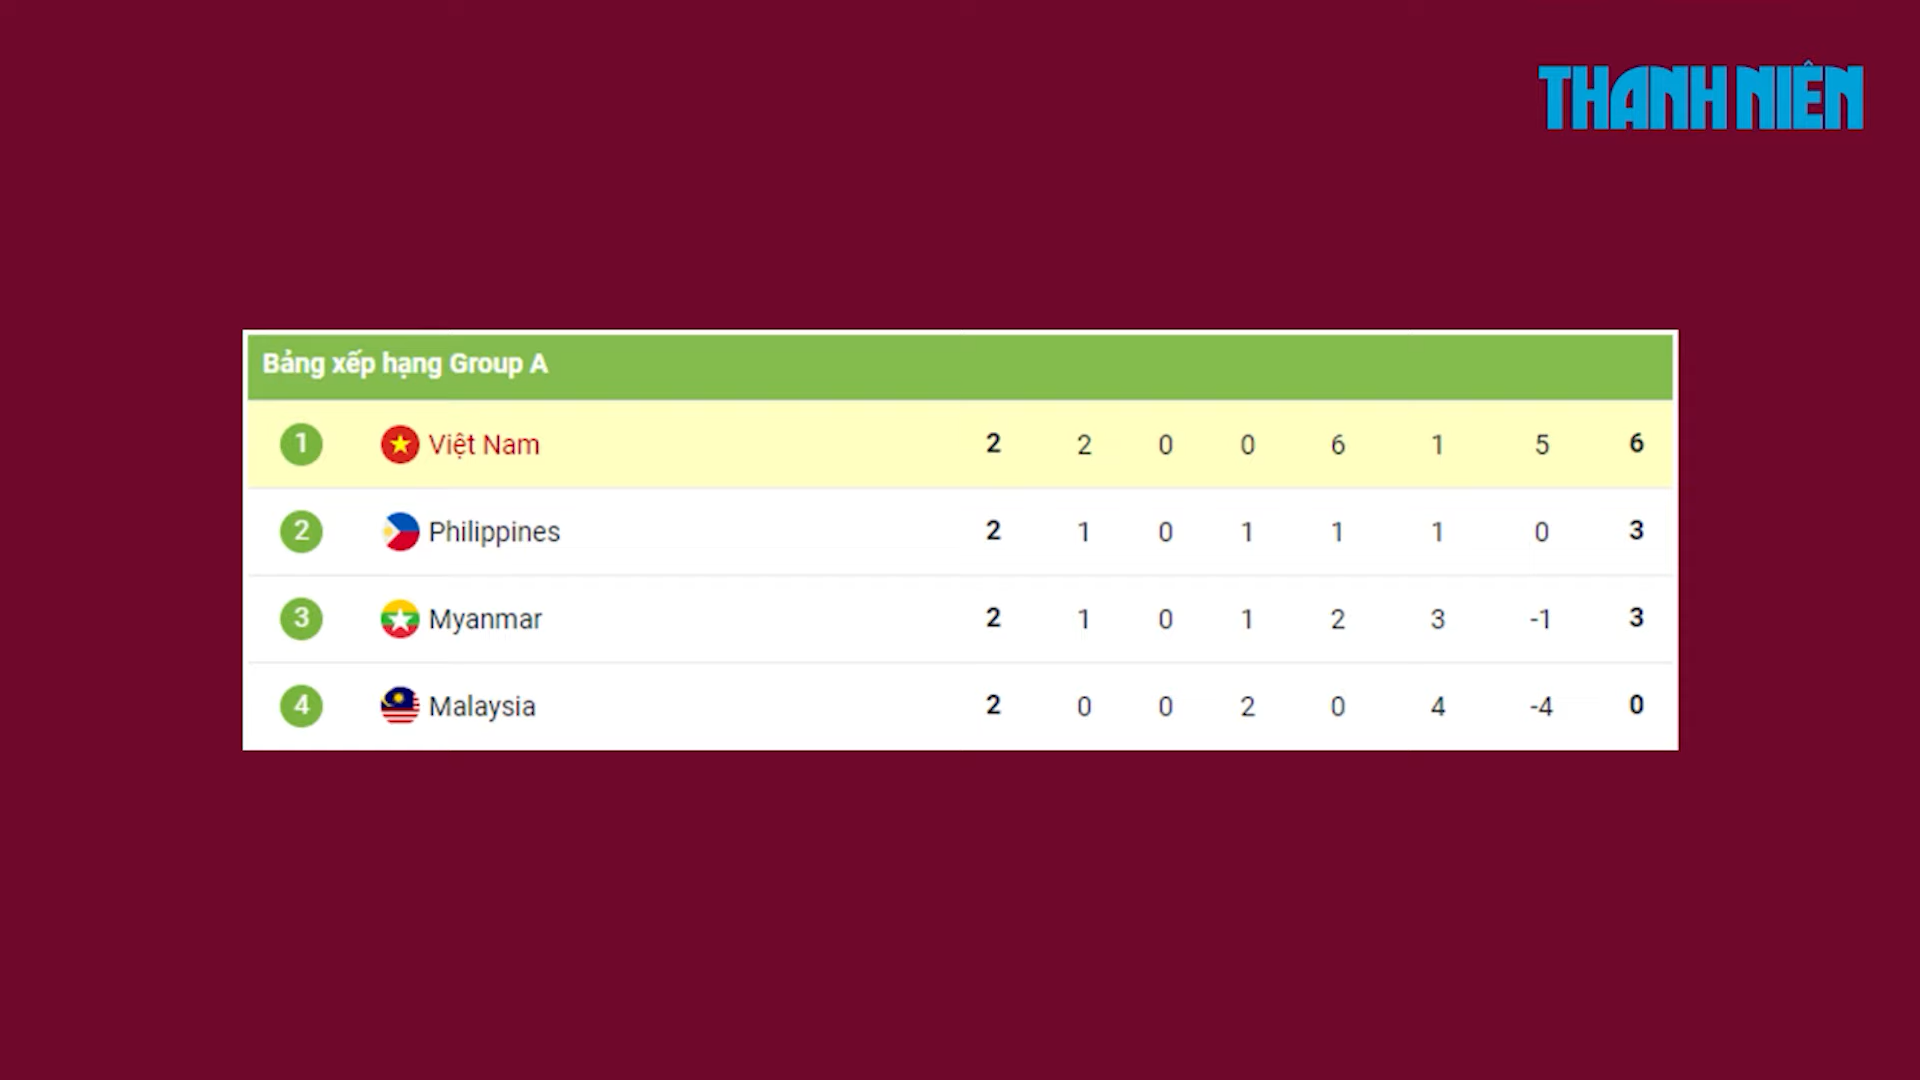 THANH NIÊN
Bảng xếp hạng Group A
1 Việt Nam 2 2 0 0 6 1 5 6
2 Philippines 2 1 0 1 1 1 0 3
3 Myanmar 2 1 0 1 2 3 -1 3
4 Malaysia 2 0 0 2 0 4 -4 0